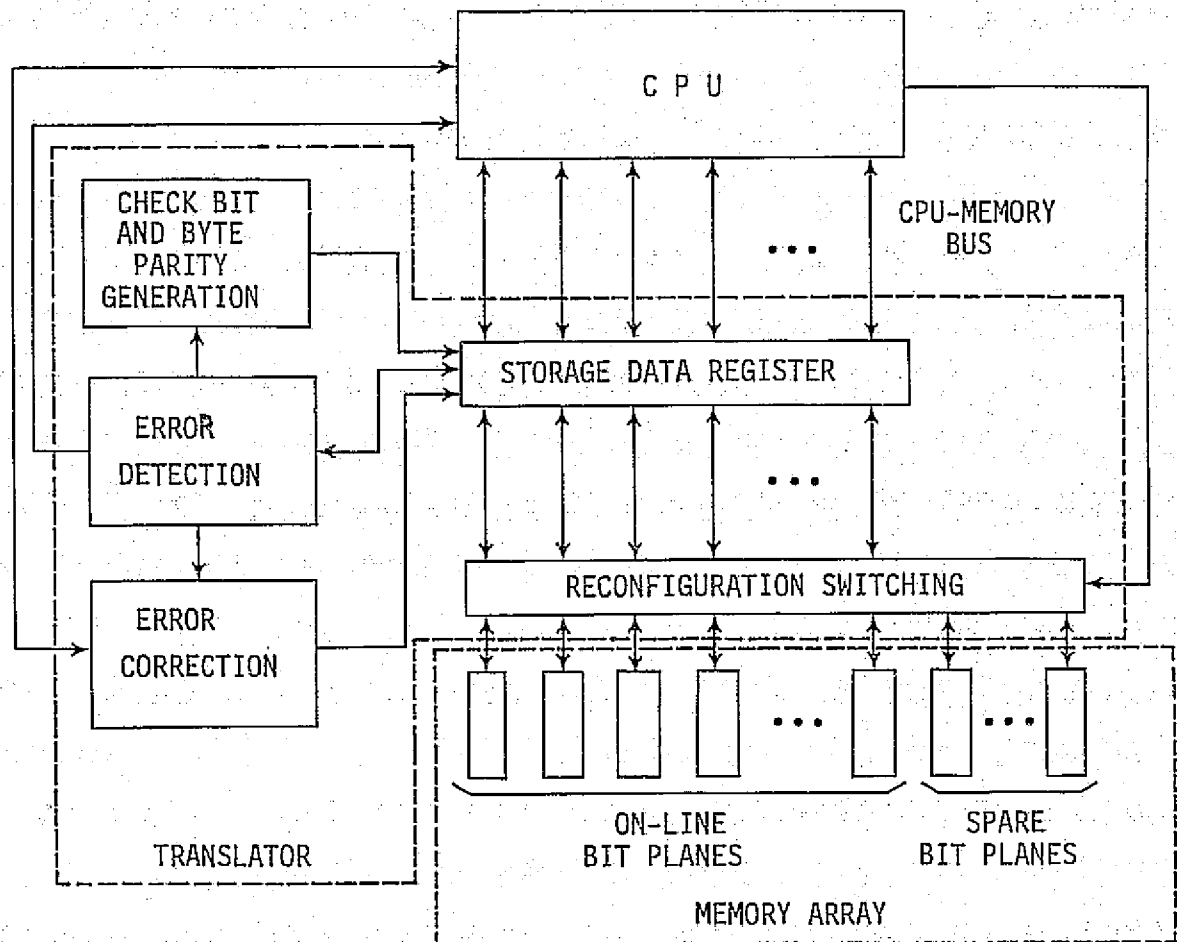 C P U
CHECK BIT
AND BYTE
PARITY
GENERATION
CPU-MEMORY
BUS
STORAGE DATA REGISTER
ERROR
DETECTION
RECONFIGURATION SWITCHING
ERROR
CORRECTION
ON-LINE
BIT PLANES
SPARE
BIT PLANES
TRANSLATOR
MEMORY ARRAY